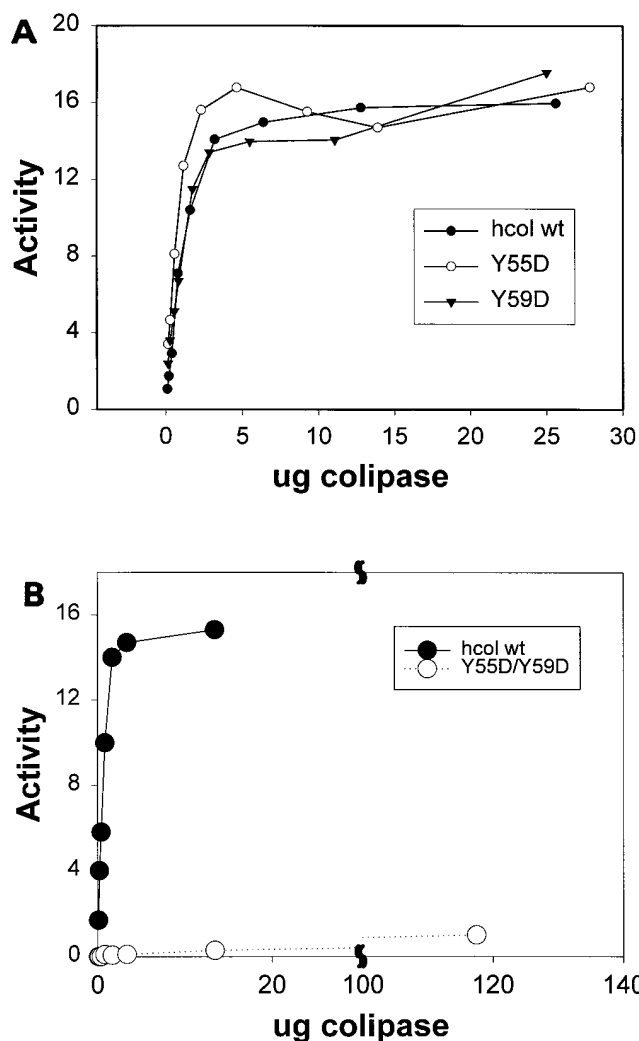 A
20
16
12
8
4
0
Activity
hcol wt
Y55D
Y59D
0 5 10 15 20 25 30
ug colipase
B
16
12
8
4
0
Activity
hcol wt
Y55D/Y59D
0 20 100 120 140
ug colipase